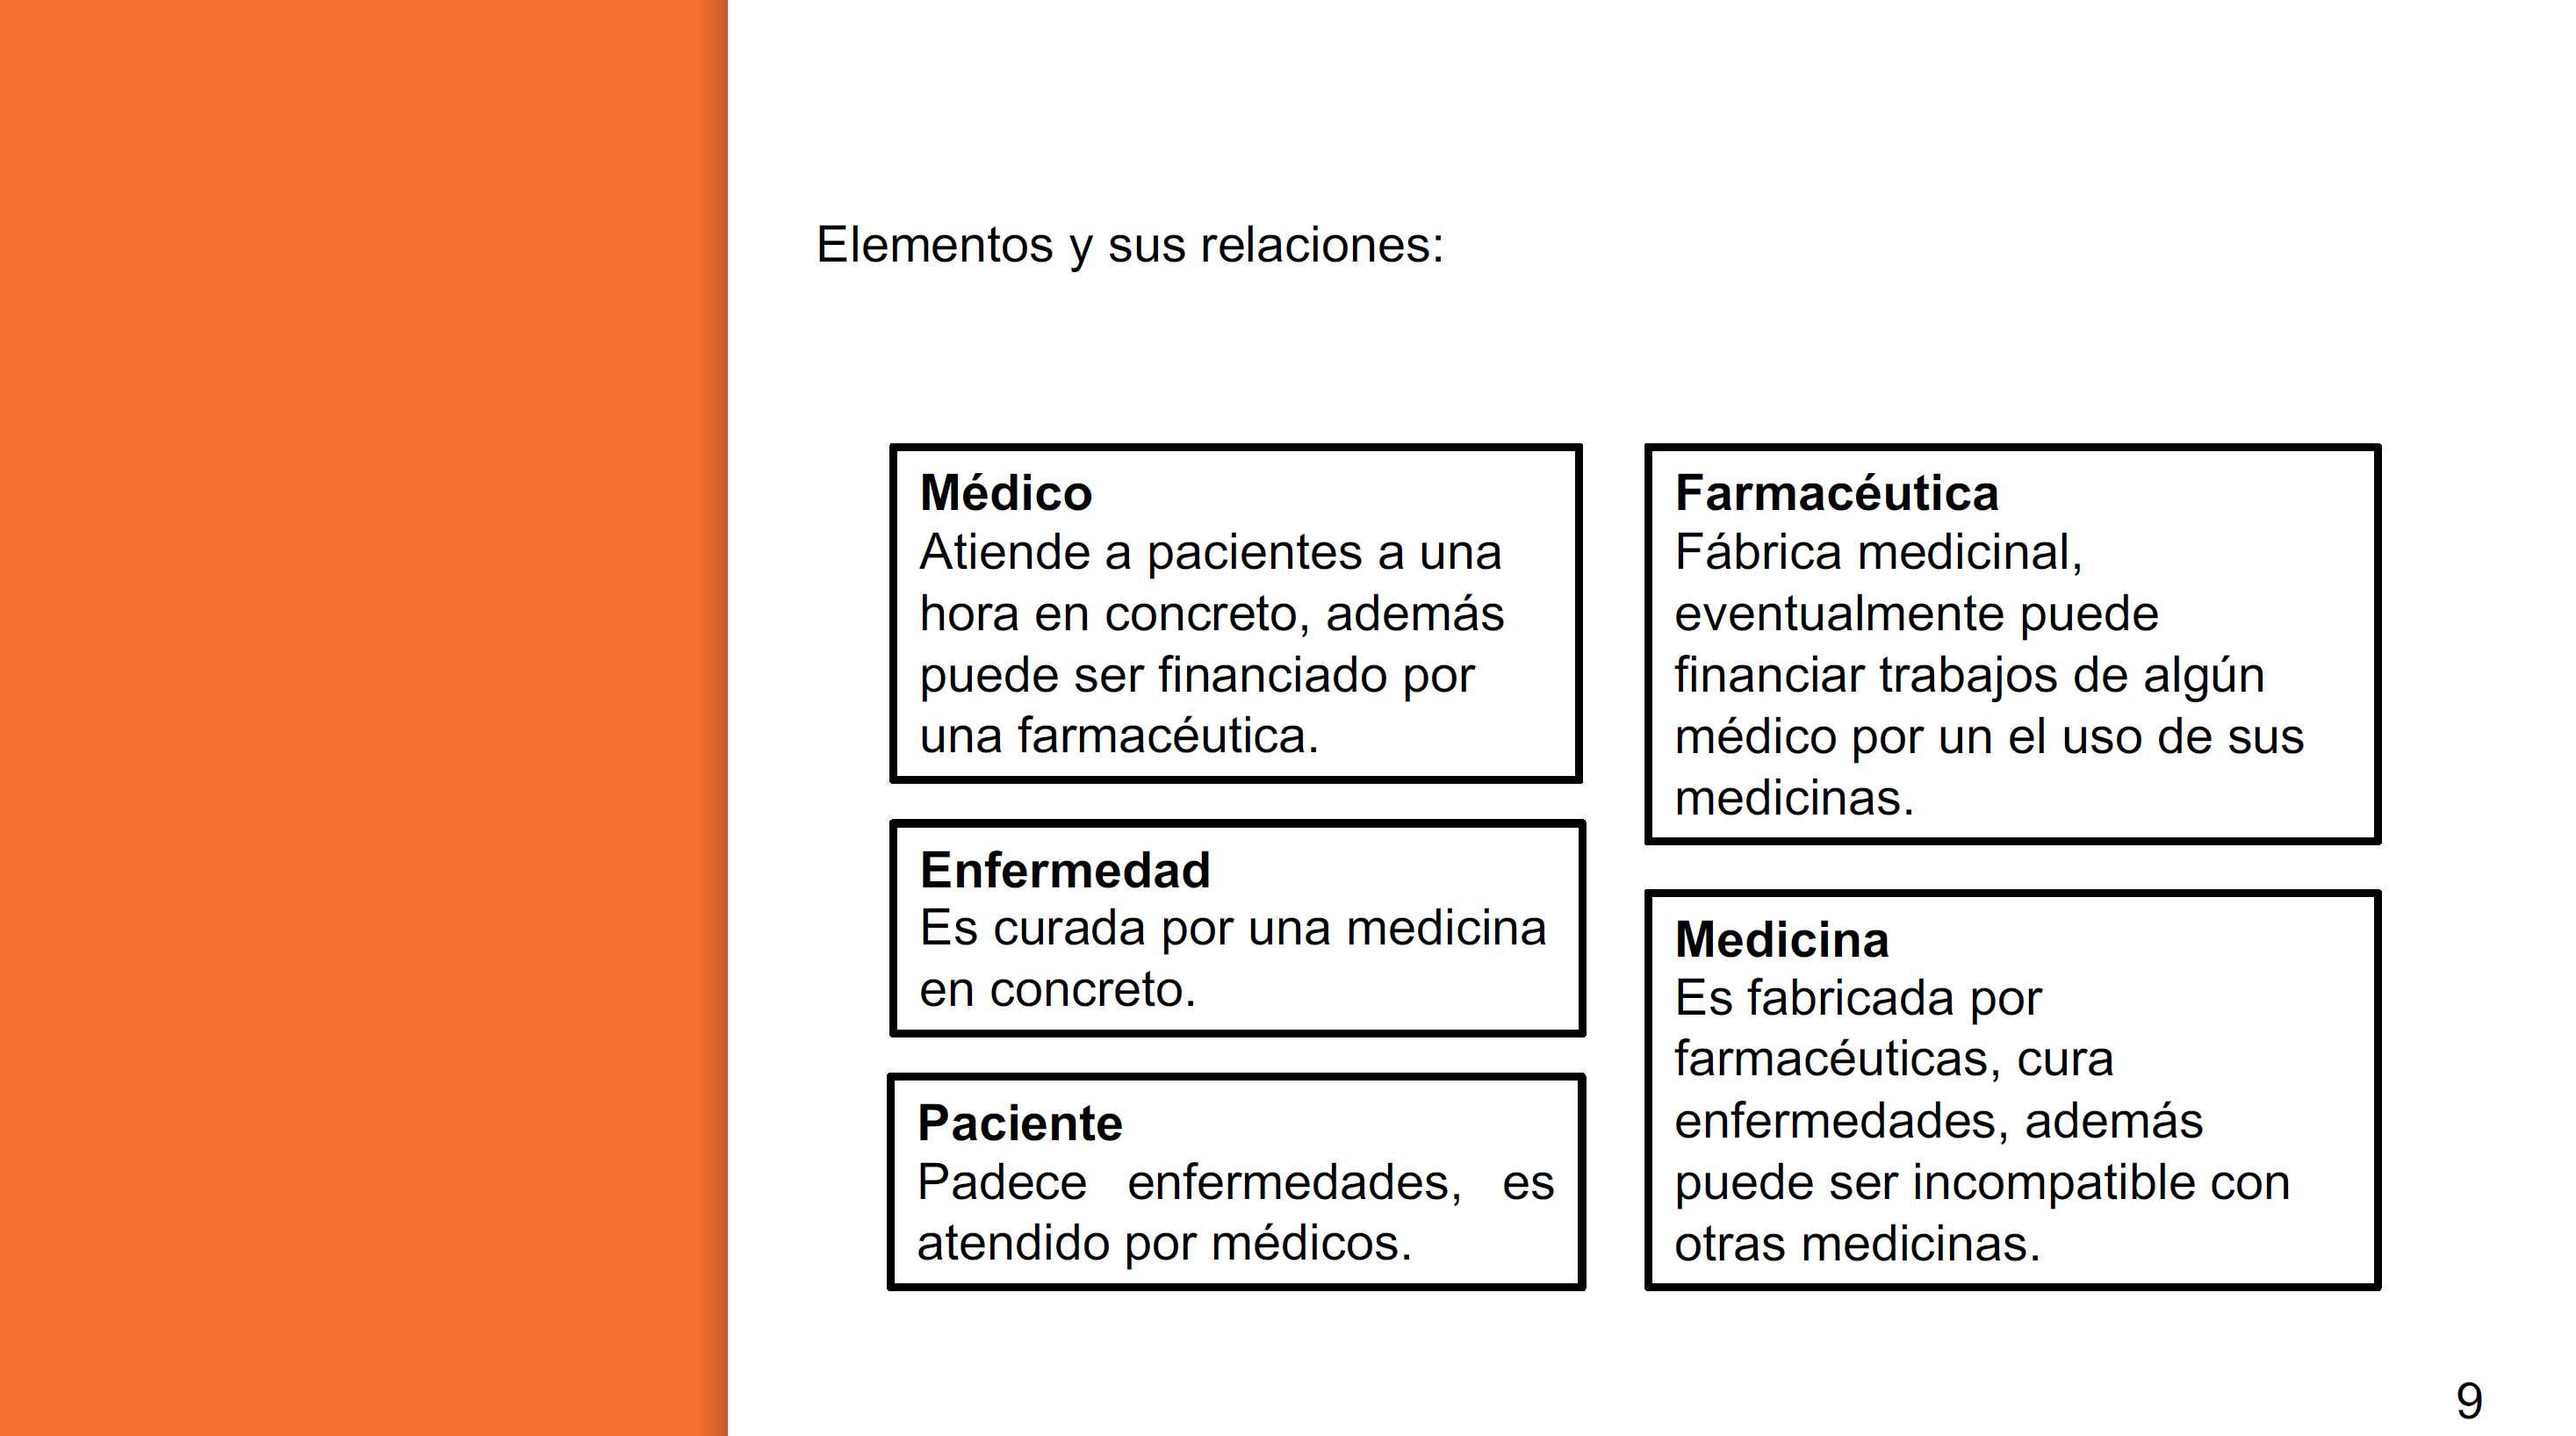 Elementos y sus relaciones:
Médico
Atiende a pacientes a una
hora en concreto, además
puede ser financiado por
una farmacéutica.
Enfermedad
Es curada por una medicina
en concreto.
Paciente
Padece enfermedades, es
atendido por médicos.
Farmacéutica
Fábrica medicinal,
eventualmente puede
financiar trabajos de algún
médico por un el uso de sus
medicinas.
Medicina
Es fabricada por
farmacéuticas, cura
enfermedades, además
puede ser incompatible con
otras medicinas.
9